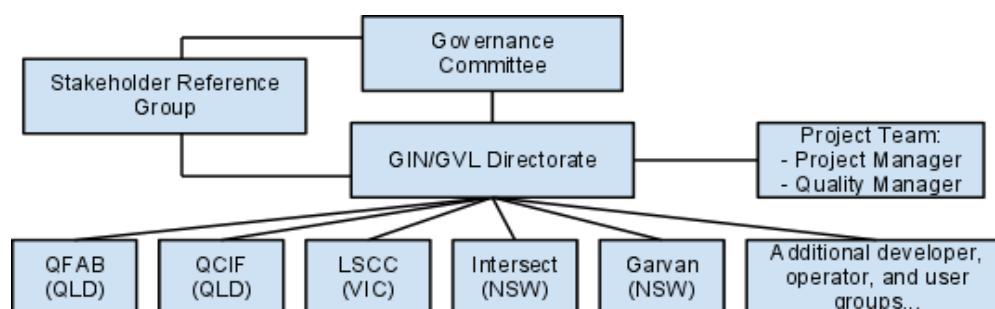 Governance
Committee
Stakeholder Reference
Group
GIN/GVL Directorate
Project Team:
- Project Manager
- Quality Manager
QFAB
(QLD)
QCIF
(QLD)
LSCC
(VIC)
Intersect
(NSW)
Garvan
(NSW)
Additional developer,
operator, and user
groups...